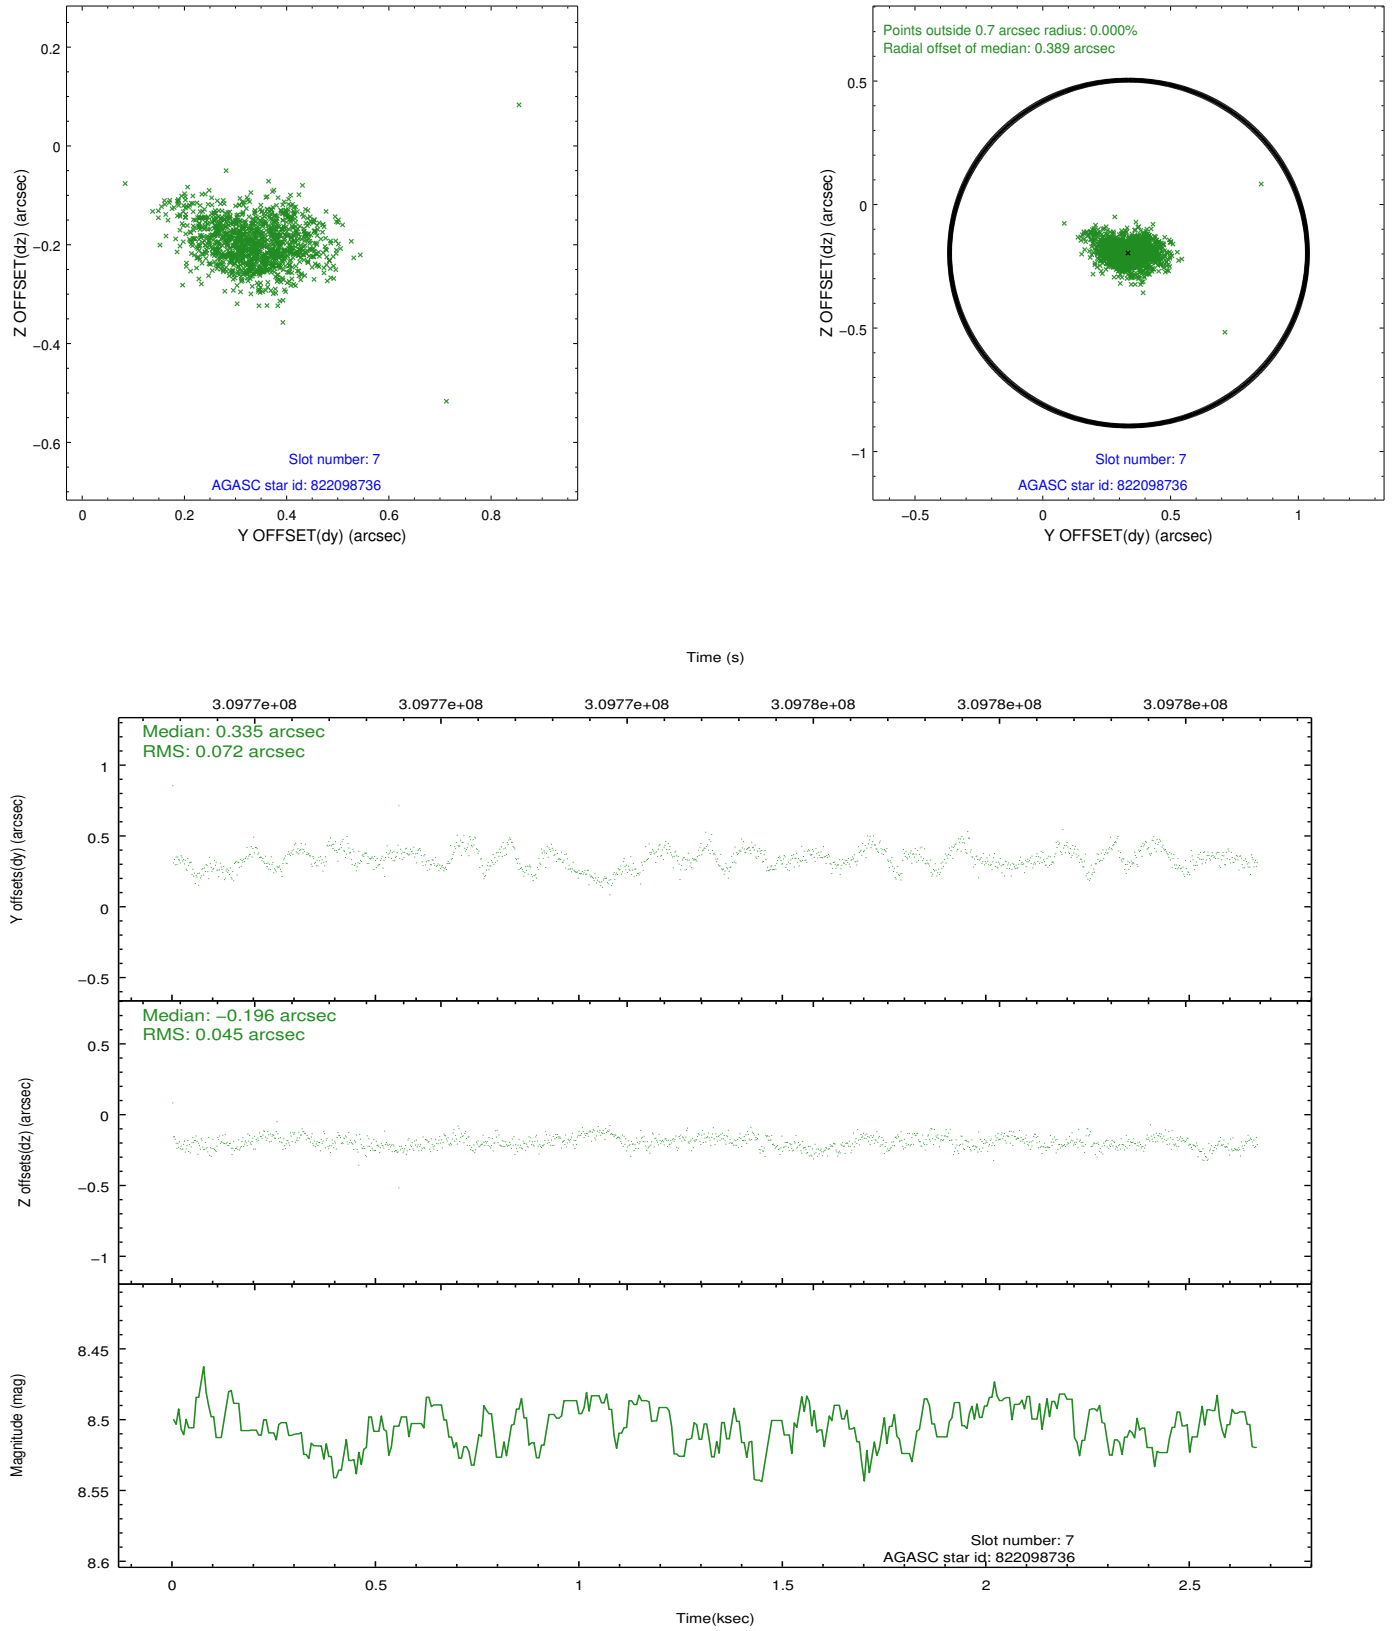 0.2
0
−0.2
−0.4
−0.6
Z OFFSET(dz) (arcsec)
Slot number: 7
AGASC star id: 822098736
0 0.2 0.4 0.6 0.8
Y OFFSET(dy) (arcsec)
Points outside 0.7 arcsec radius: 0.000%
Radial offset of median: 0.389 arcsec
0.5
0
−0.5
−1
Z OFFSET(dz) (arcsec)
Slot number: 7
AGASC star id: 822098736
−0.5 0 0.5 1
Y OFFSET(dy) (arcsec)
Time (s)
3.0977e+08 3.0977e+08 3.0977e+08 3.0978e+08 3.0978e+08 3.0978e+08
Median: 0.335 arcsec
RMS: 0.072 arcsec
1
0.5
0
−0.5
Y offsets(dy) (arcsec)
Median: −0.196 arcsec
RMS: 0.045 arcsec
0.5
0
−0.5
−1
Z offsets(dz) (arcsec)
8.45
8.5
8.55
8.6
Magnitude (mag)
Slot number: 7
AGASC star id: 822098736
0 0.5 1 1.5 2 2.5
Time(ksec)